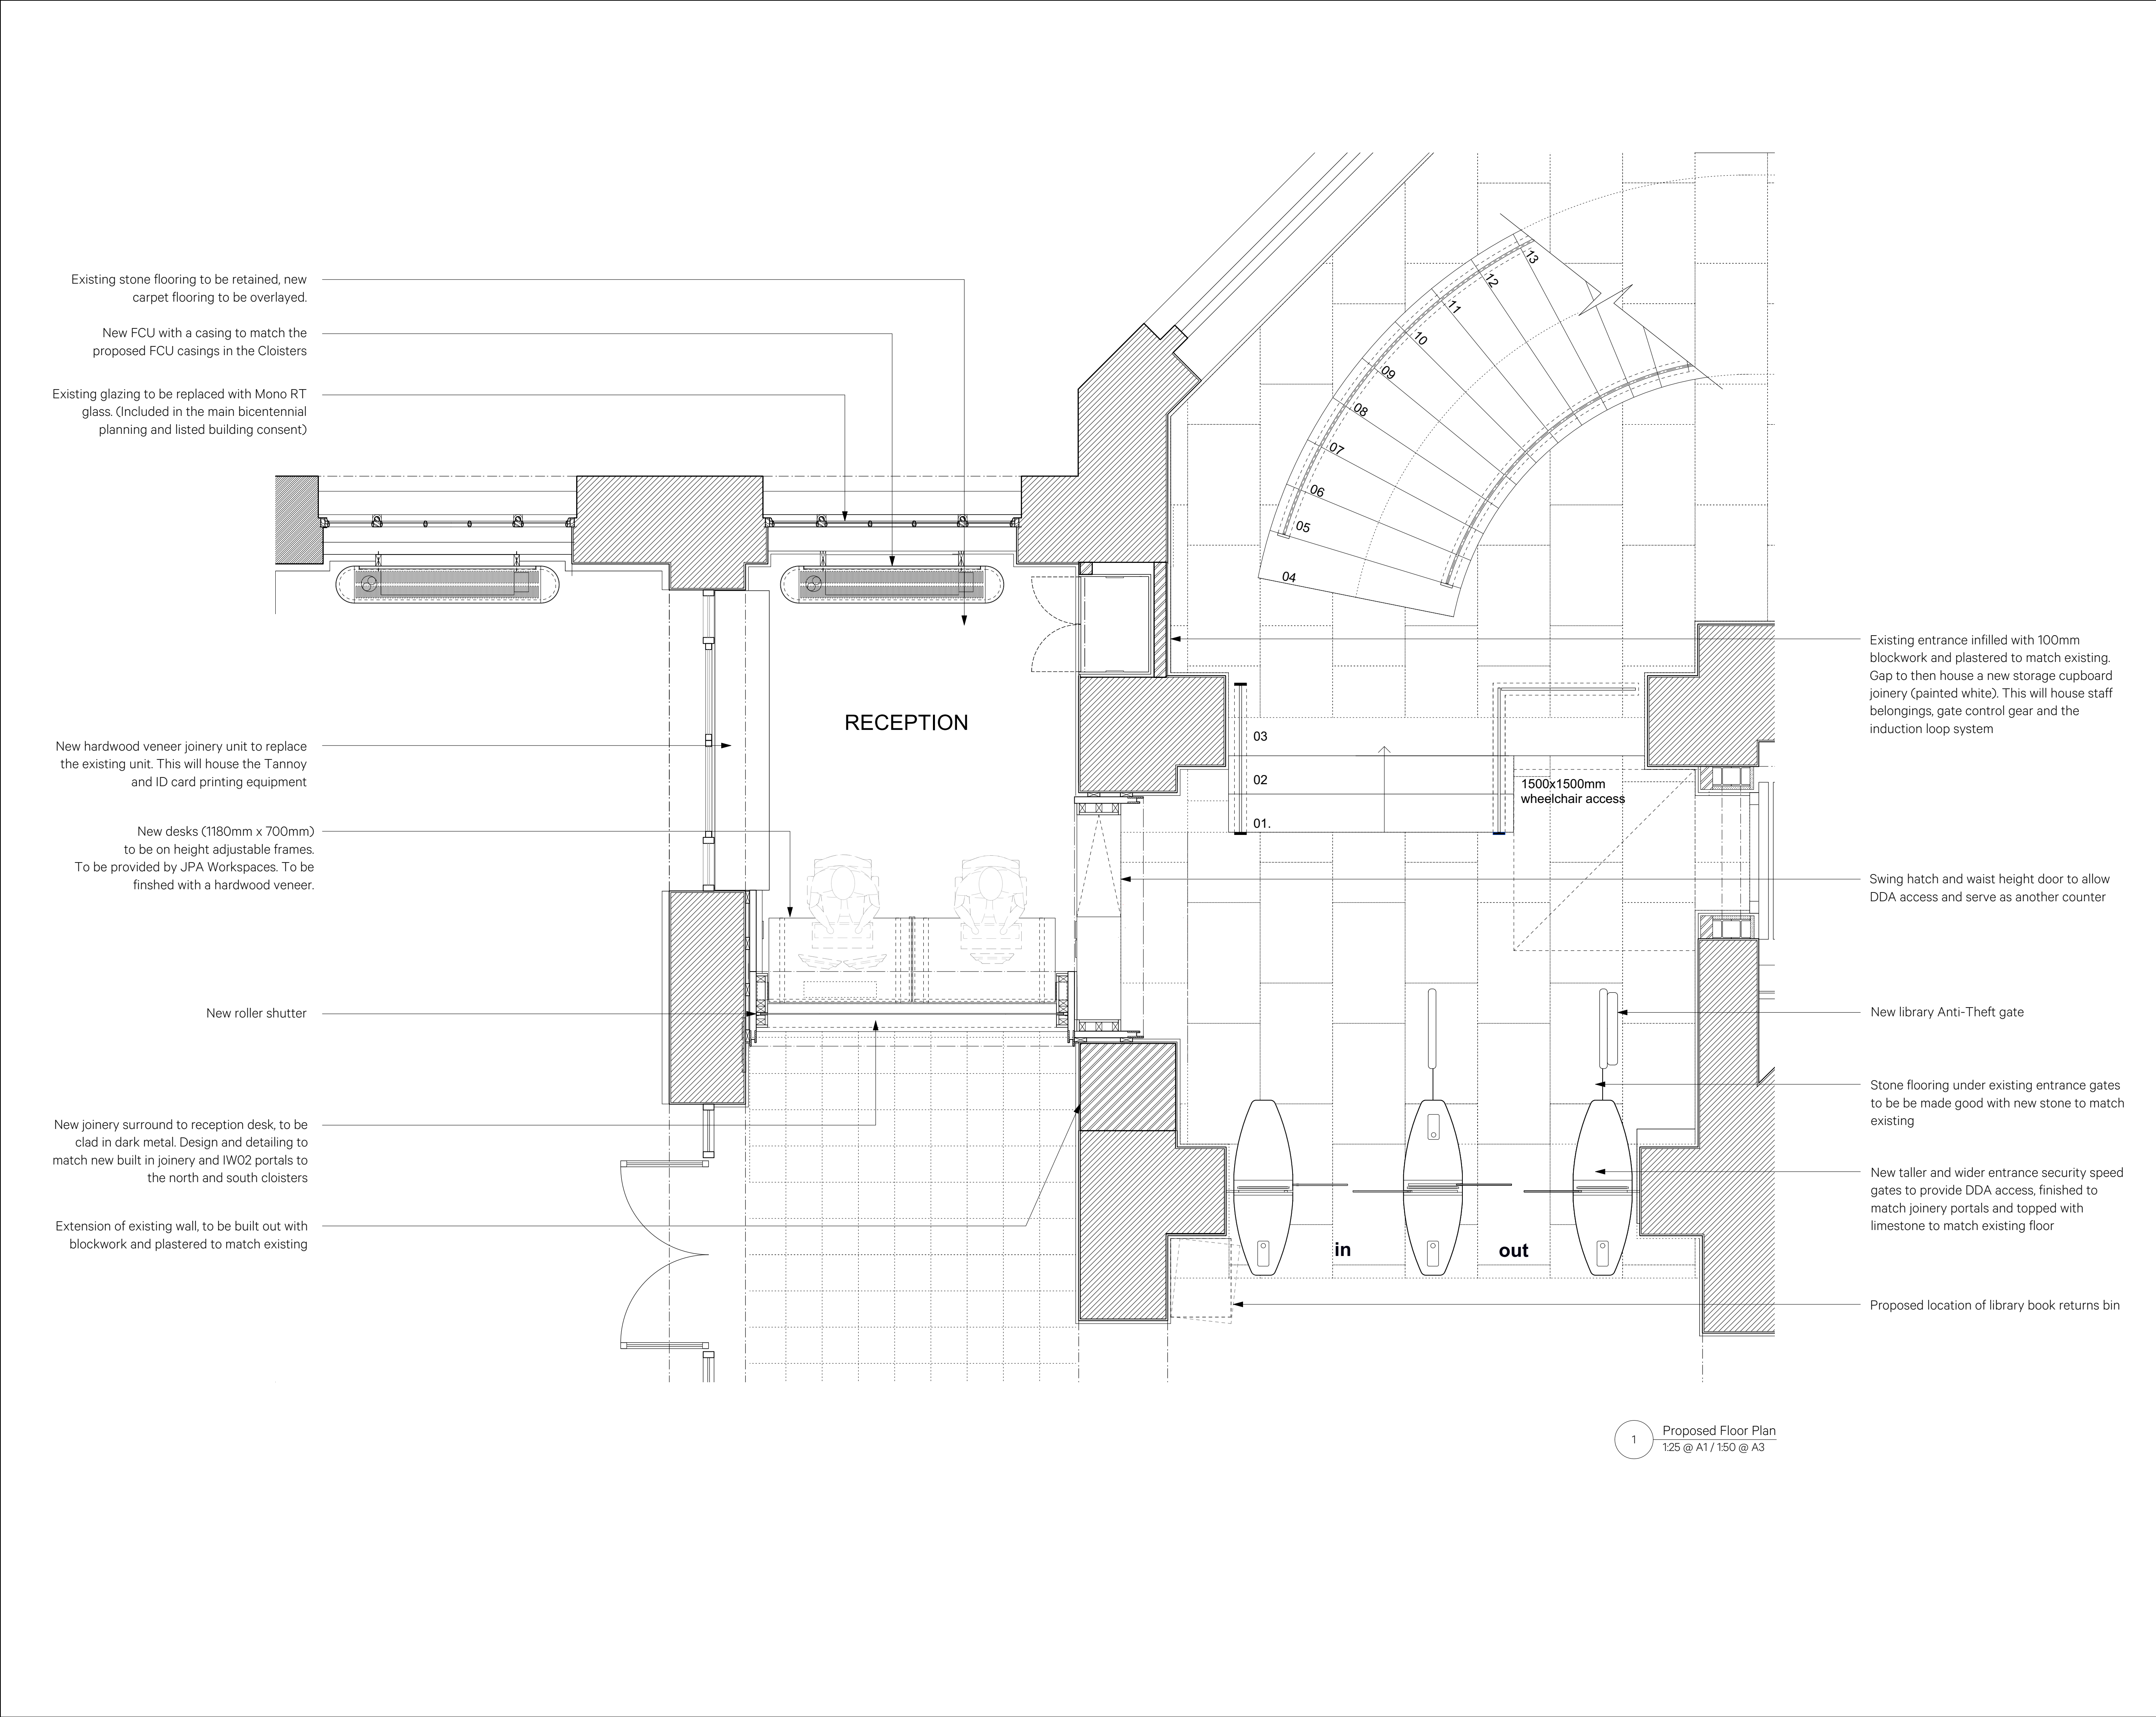 Existing stone flooring to be retained, new
carpet flooring to be overlayed.
New FCU with a casing to match the
proposed FCU casings in the Cloisters
Existing glazing to be replaced with Mono RT
glass. (Included in the main bicentennial
planning and listed building consent)
New hardwood veneer joinery unit to replace
the existing unit. This will house the Tannoy
and ID card printing equipment
New desks (1180mm x 700mm)
to be on height adjustable frames.
To be provided by JPA Workspaces. To be
finshed with a hardwood veneer.
New roller shutter
New joinery surround to reception desk, to be
clad in dark metal. Design and detailing to
match new built in joinery and IW02 portals to
the north and south cloisters
Extension of existing wall, to be built out with
blockwork and plastered to match existing
RECEPTION
13
12
11
10
09
08
07
06
05
04
03
02
01.
1500x1500mm
wheelchair access
in
out
Existing entrance infilled with 100mm
blockwork and plastered to match existing.
Gap to then house a new storage cupboard
joinery (painted white). This will house staff
belongings, gate control gear and the
induction loop system
Swing hatch and waist height door to allow
DDA access and serve as another counter
New library Anti-Theft gate
Stone flooring under existing entrance gates
to be be made good with new stone to match
existing
New taller and wider entrance security speed
gates to provide DDA access, finished to
match joinery portals and topped with
limestone to match existing floor
Proposed location of library book returns bin
1
Proposed Floor Plan
1:25 @ A1 / 1:50 @ A3